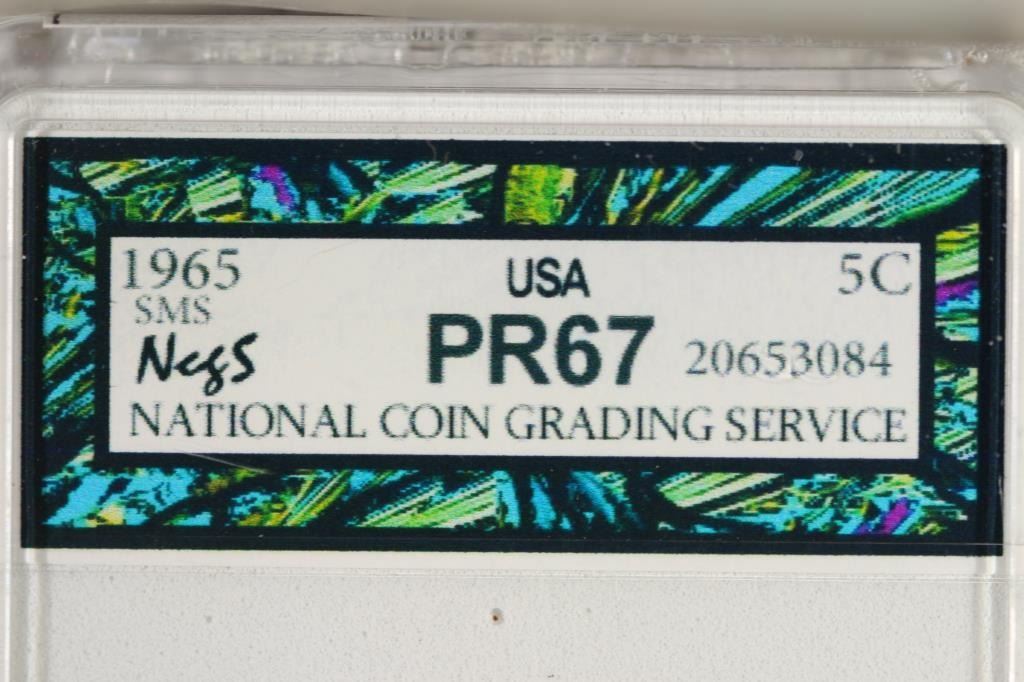 1965 USA 5C
SMS
NcgS PR67 20653084
NATIONAL COIN GRADING SERVICE